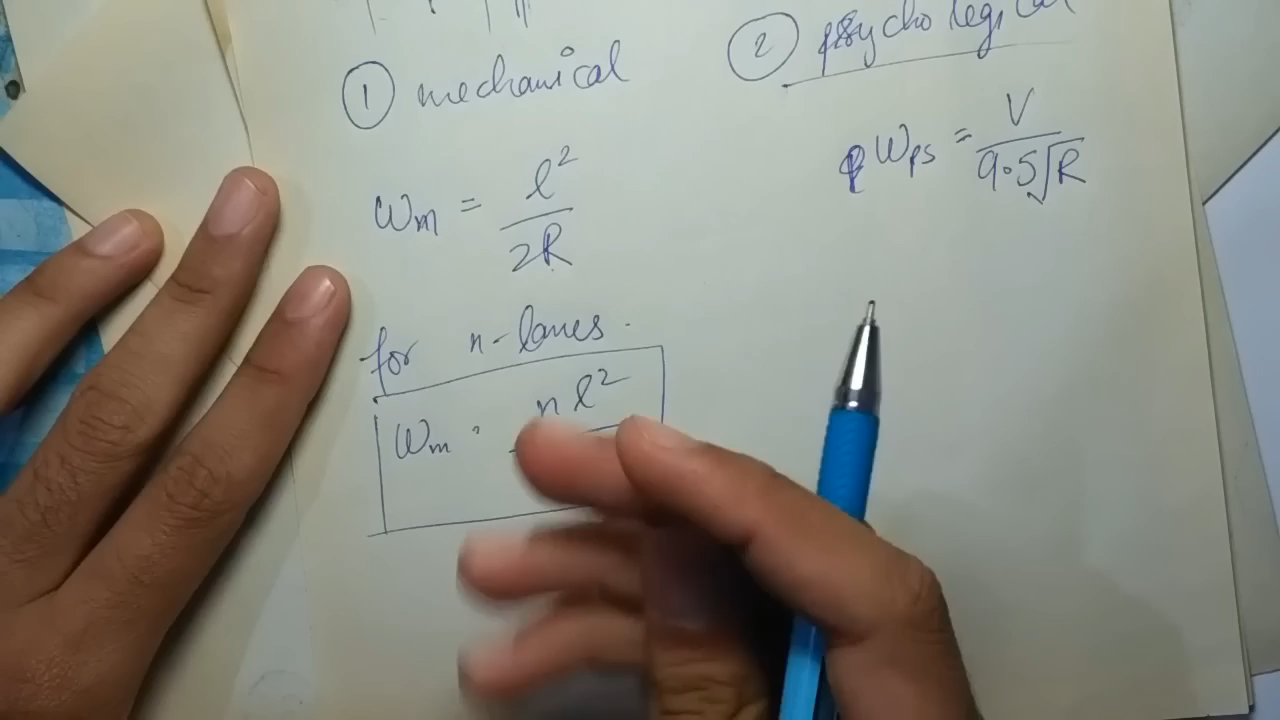 ① mechanical
② psychological
Wm = l² / 2R
Wps = V / 9.5√R
for n-lanes.
Wm = nl²